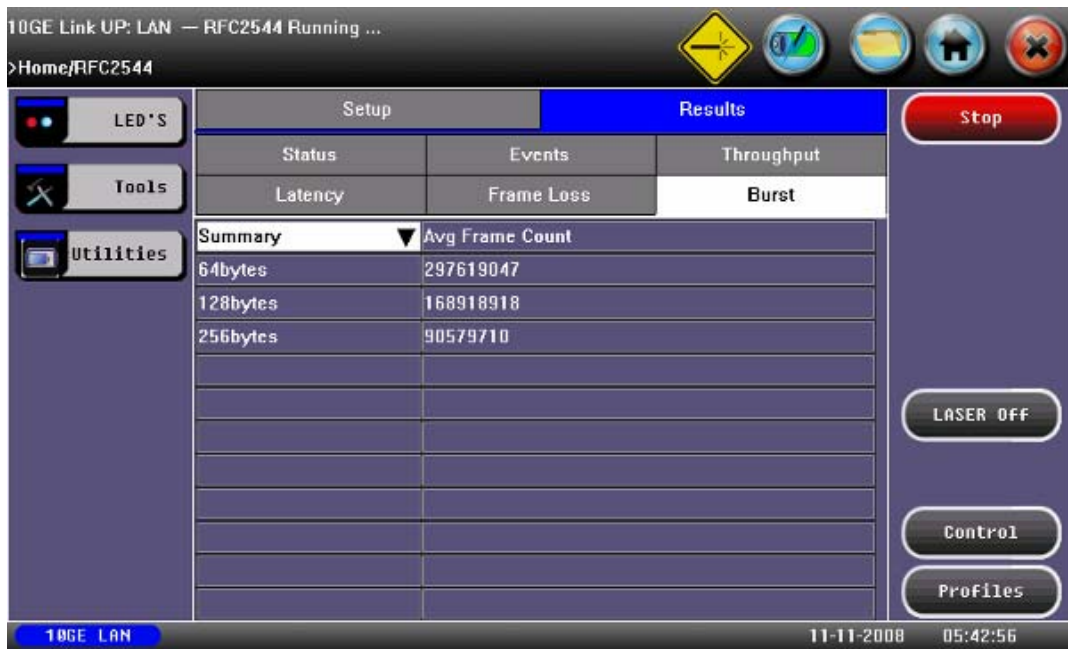 10GE Link UP: LAN — RFC2544 Running ...
>Home/RFC2544
LED'S
Tools
Utilities
Setup Results
Status Events Throughput
Latency Frame Loss Burst
Summary Avg Frame Count
64bytes 297619047
128bytes 168918918
256bytes 90579710
Stop
LASER Off
Control
Profiles
10GE LAN 11-11-2008 05:42:56